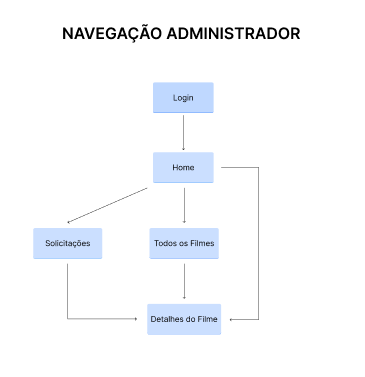 NAVEGAÇÃO ADMINISTRADOR
Login
Home
Solicitações
Todos os Filmes
Detalhes do Filme